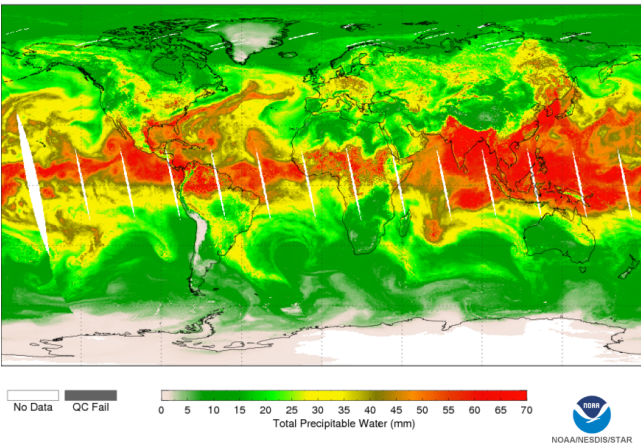 No Data
QC Fail
0 5 10 15 20 25 30 35 40 45 50 55 60 65 70
Total Precipitable Water (mm)
NOAA
NOAA/NESDIS/STAR